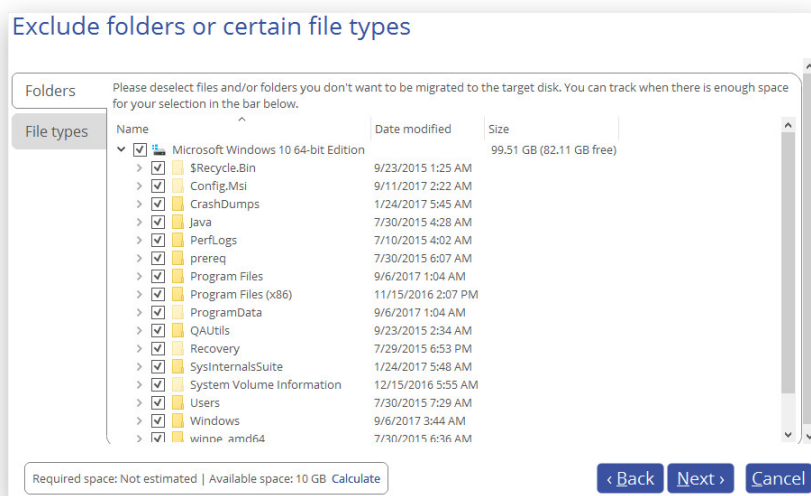 Exclude folders or certain file types
Folders
File types
Please deselect files and/or folders you don't want to be migrated to the target disk. You can track when there is enough space
for your selection in the bar below.
Name Date modified Size
Microsoft Windows 10 64-bit Edition 99.51 GB (82.11 GB free)
$Recycle.Bin 9/23/2015 1:25 AM
Config.Msi 9/11/2017 2:22 AM
CrashDumps 1/24/2017 5:45 AM
Java 7/30/2015 4:28 AM
PerfLogs 7/10/2015 4:02 AM
prereq 7/30/2015 6:07 AM
Program Files 9/6/2017 1:04 AM
Program Files (x86) 11/15/2016 2:07 PM
ProgramData 9/6/2017 1:04 AM
QAUtils 9/23/2015 2:34 AM
Recovery 7/29/2015 6:53 PM
SysInternalsSuite 1/24/2017 5:48 AM
System Volume Information 12/15/2016 5:55 AM
Users 7/30/2015 7:29 AM
Windows 9/6/2017 3:44 AM
winpe_amd64 7/30/2015 6:36 AM
Required space: Not estimated | Available space: 10 GB Calculate
‹ Back Next › Cancel